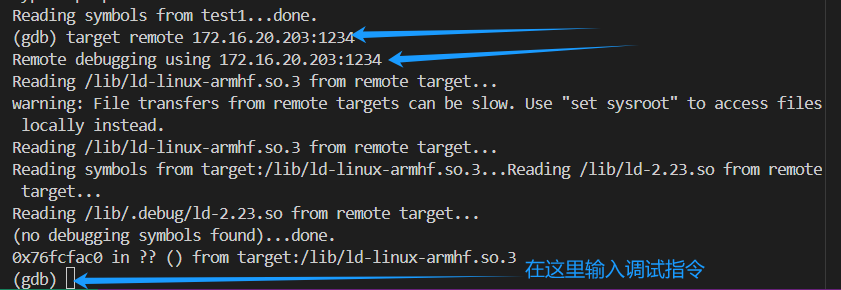 Reading symbols from test1...done.
(gdb) target remote 172.16.20.203:1234
Remote debugging using 172.16.20.203:1234
Reading /lib/ld-linux-armhf.so.3 from remote target...
warning: File transfers from remote targets can be slow. Use "set sysroot" to access files
locally instead.
Reading /lib/ld-linux-armhf.so.3 from remote target...
Reading symbols from target:/lib/ld-linux-armhf.so.3...Reading /lib/ld-2.23.so from remote
target...
Reading /lib/.debug/ld-2.23.so from remote target...
(no debugging symbols found)...done.
0x76fcfac0 in ?? () from target:/lib/ld-linux-armhf.so.3
(gdb) 在这里输入调试指令